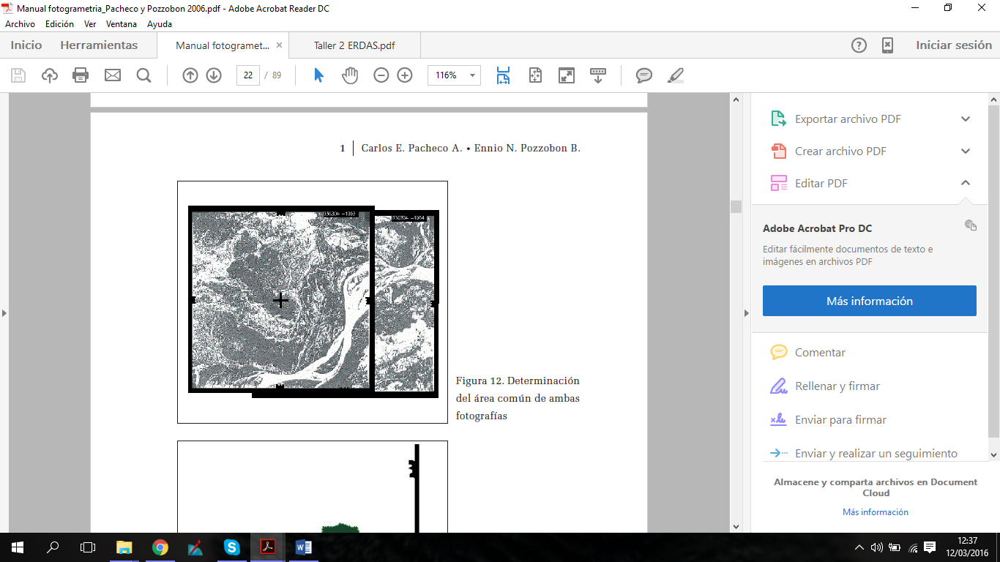 Manual fotogrametria_Pacheco y Pozzobon 2006.pdf - Adobe Acrobat Reader DC
Archivo Edición Ver Ventana Ayuda
Inicio Herramientas Manual fotogramet... × Taller 2 ERDAS.pdf Iniciar sesión
22 / 89 116%
1 Carlos E. Pacheco A. • Ennio N. Pozzobon B.
Figura 12. Determinación
del área común de ambas
fotografías
Exportar archivo PDF
Crear archivo PDF
Editar PDF
Adobe Acrobat Pro DC
Editar fácilmente documentos de texto e
imágenes en archivos PDF
Más información
Comentar
Rellenar y firmar
Enviar para firmar
Enviar y realizar un seguimiento
Almacene y comparta archivos en Document
Cloud
Más información
12:37
12/03/2016